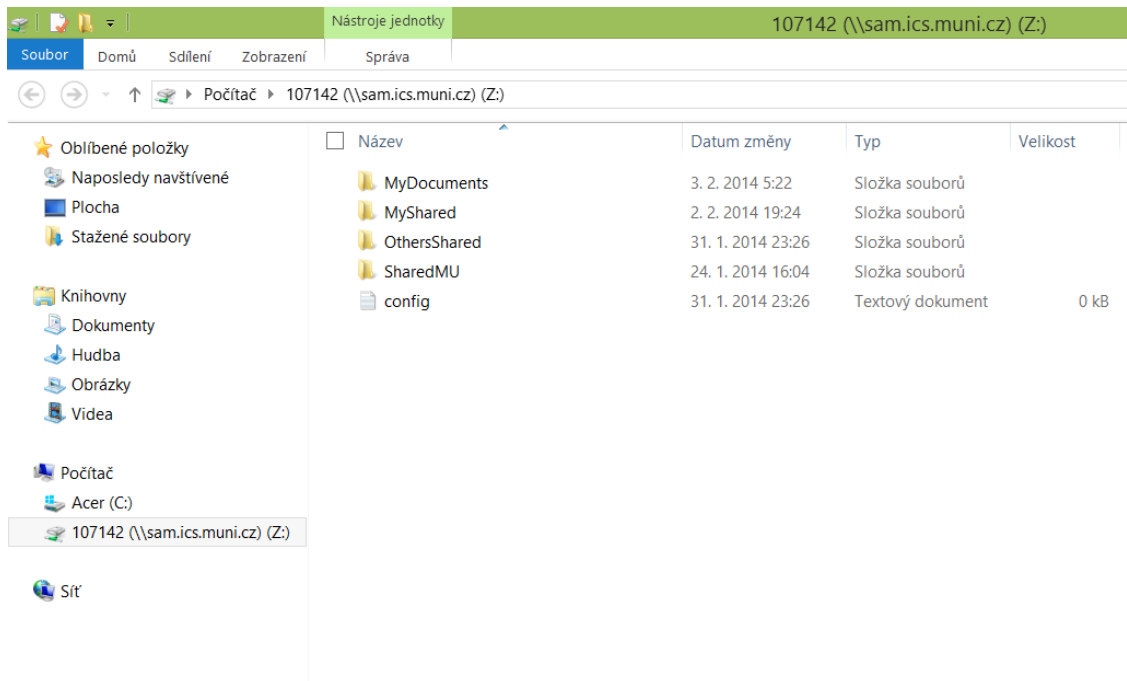 Nástroje jednotky
107142 (\\sam.ics.muni.cz) (Z:)
Soubor Domů Sdílení Zobrazení Správa
Počítač 107142 (\\sam.ics.muni.cz) (Z:)
Oblíbené položky
Naposledy navštívené
Plocha
Stažené soubory
Knihovny
Dokumenty
Hudba
Obrázky
Videa
Počítač
Acer (C:)
107142 (\\sam.ics.muni.cz) (Z:)
Síť
Název Datum změny Typ Velikost
MyDocuments 3. 2. 2014 5:22 Složka souborů
MyShared 2. 2. 2014 19:24 Složka souborů
OthersShared 31. 1. 2014 23:26 Složka souborů
SharedMU 24. 1. 2014 16:04 Složka souborů
config 31. 1. 2014 23:26 Textový dokument 0 kB